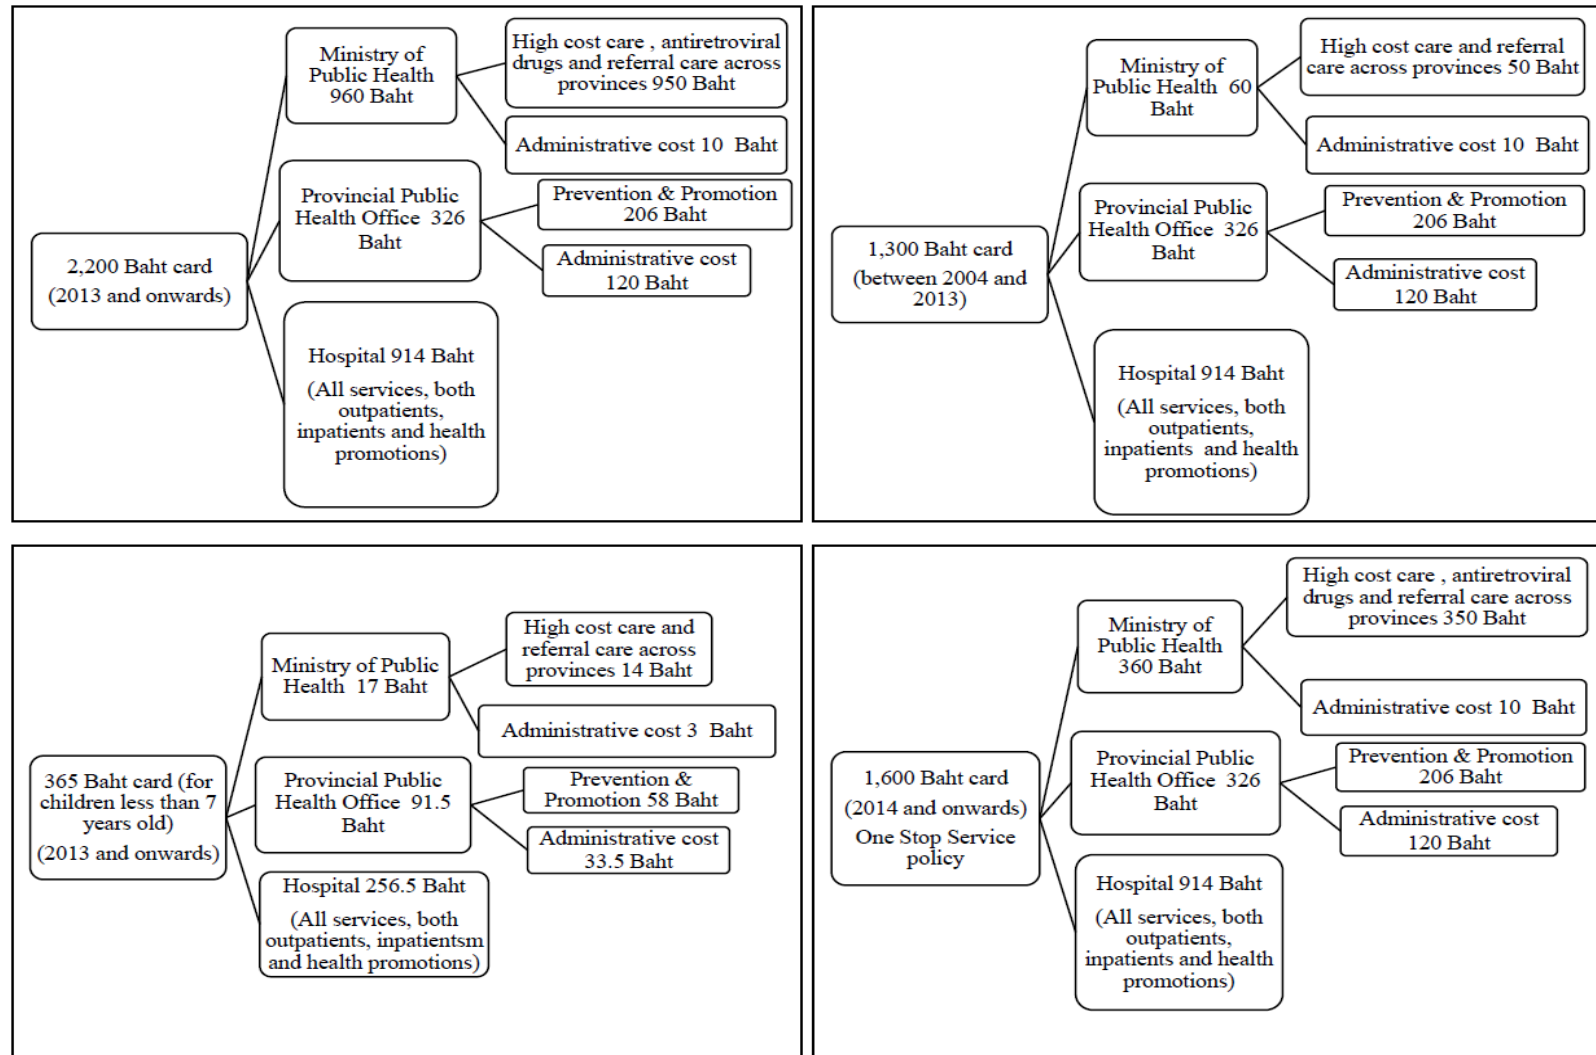 Ministry of
Public Health
960 Baht
High cost care , antiretroviral
drugs and referral care across
provinces 950 Baht
Administrative cost 10  Baht
Provincial Public
Health Office  326
Baht
Prevention & Promotion
206 Baht
Administrative cost
120 Baht
2,200 Baht card
(2013 and onwards)
Hospital 914 Baht
(All services, both
outpatients,
inpatients and health
promotions)
Ministry of
Public Health  60
Baht
High cost care and referral
care across provinces 50 Baht
Administrative cost 10  Baht
Provincial Public
Health Office  326
Baht
Prevention & Promotion
206 Baht
Administrative cost
120 Baht
1,300 Baht card
(between 2004 and
2013)
Hospital 914 Baht
(All services, both
outpatients,
inpatients  and health
promotions)
Ministry of Public
Health  17 Baht
High cost care and
referral care across
provinces 14 Baht
Administrative cost 3  Baht
365 Baht card (for
children less than 7
years old)
(2013 and onwards)
Provincial Public
Health Office  91.5
Baht
Prevention &
Promotion 58 Baht
Administrative cost
33.5 Baht
Hospital 256.5 Baht
(All services, both
outpatients, inpatientsm
and health promotions)
Ministry of
Public Health
360 Baht
High cost care , antiretroviral
drugs and referral care across
provinces 350 Baht
Administrative cost 10  Baht
1,600 Baht card
(2014 and onwards)
One Stop Service
policy
Provincial Public
Health Office  326
Baht
Prevention & Promotion
206 Baht
Administrative cost
120 Baht
Hospital 914 Baht
(All services, both
outpatients,
inpatients and health
promotions)